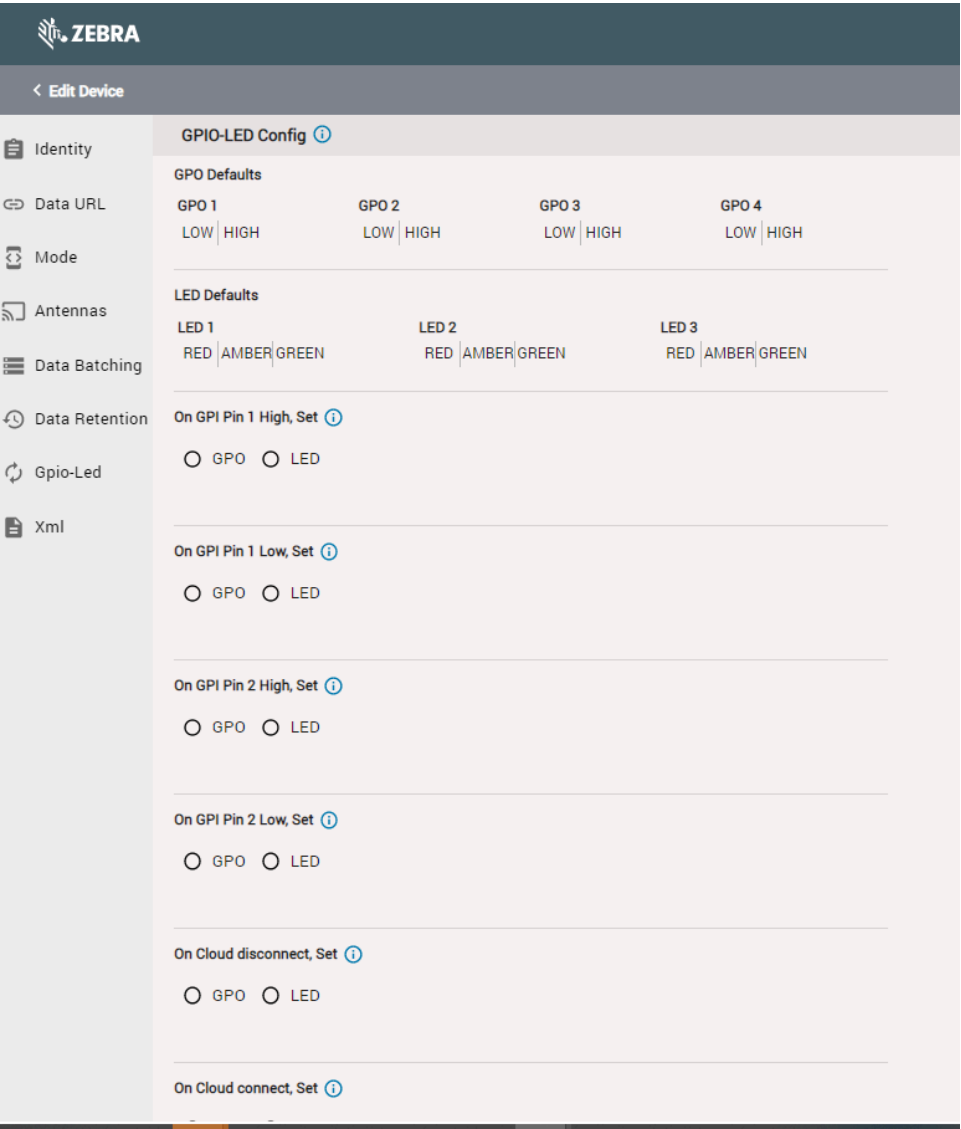 ZEBRA
Edit Device
Identity
Data URL
Mode
Antennas
Data Batching
Data Retention
Gpio-Led
Xml
GPIO-LED Config
GPO Defaults
GPO 1 GPO 2 GPO 3 GPO 4
LOW HIGH LOW HIGH LOW HIGH LOW HIGH
LED Defaults
LED 1 LED 2 LED 3
RED AMBER GREEN RED AMBER GREEN RED AMBER GREEN
On GPI Pin 1 High, Set
GPO LED
On GPI Pin 1 Low, Set
GPO LED
On GPI Pin 2 High, Set
GPO LED
On GPI Pin 2 Low, Set
GPO LED
On Cloud disconnect, Set
GPO LED
On Cloud connect, Set